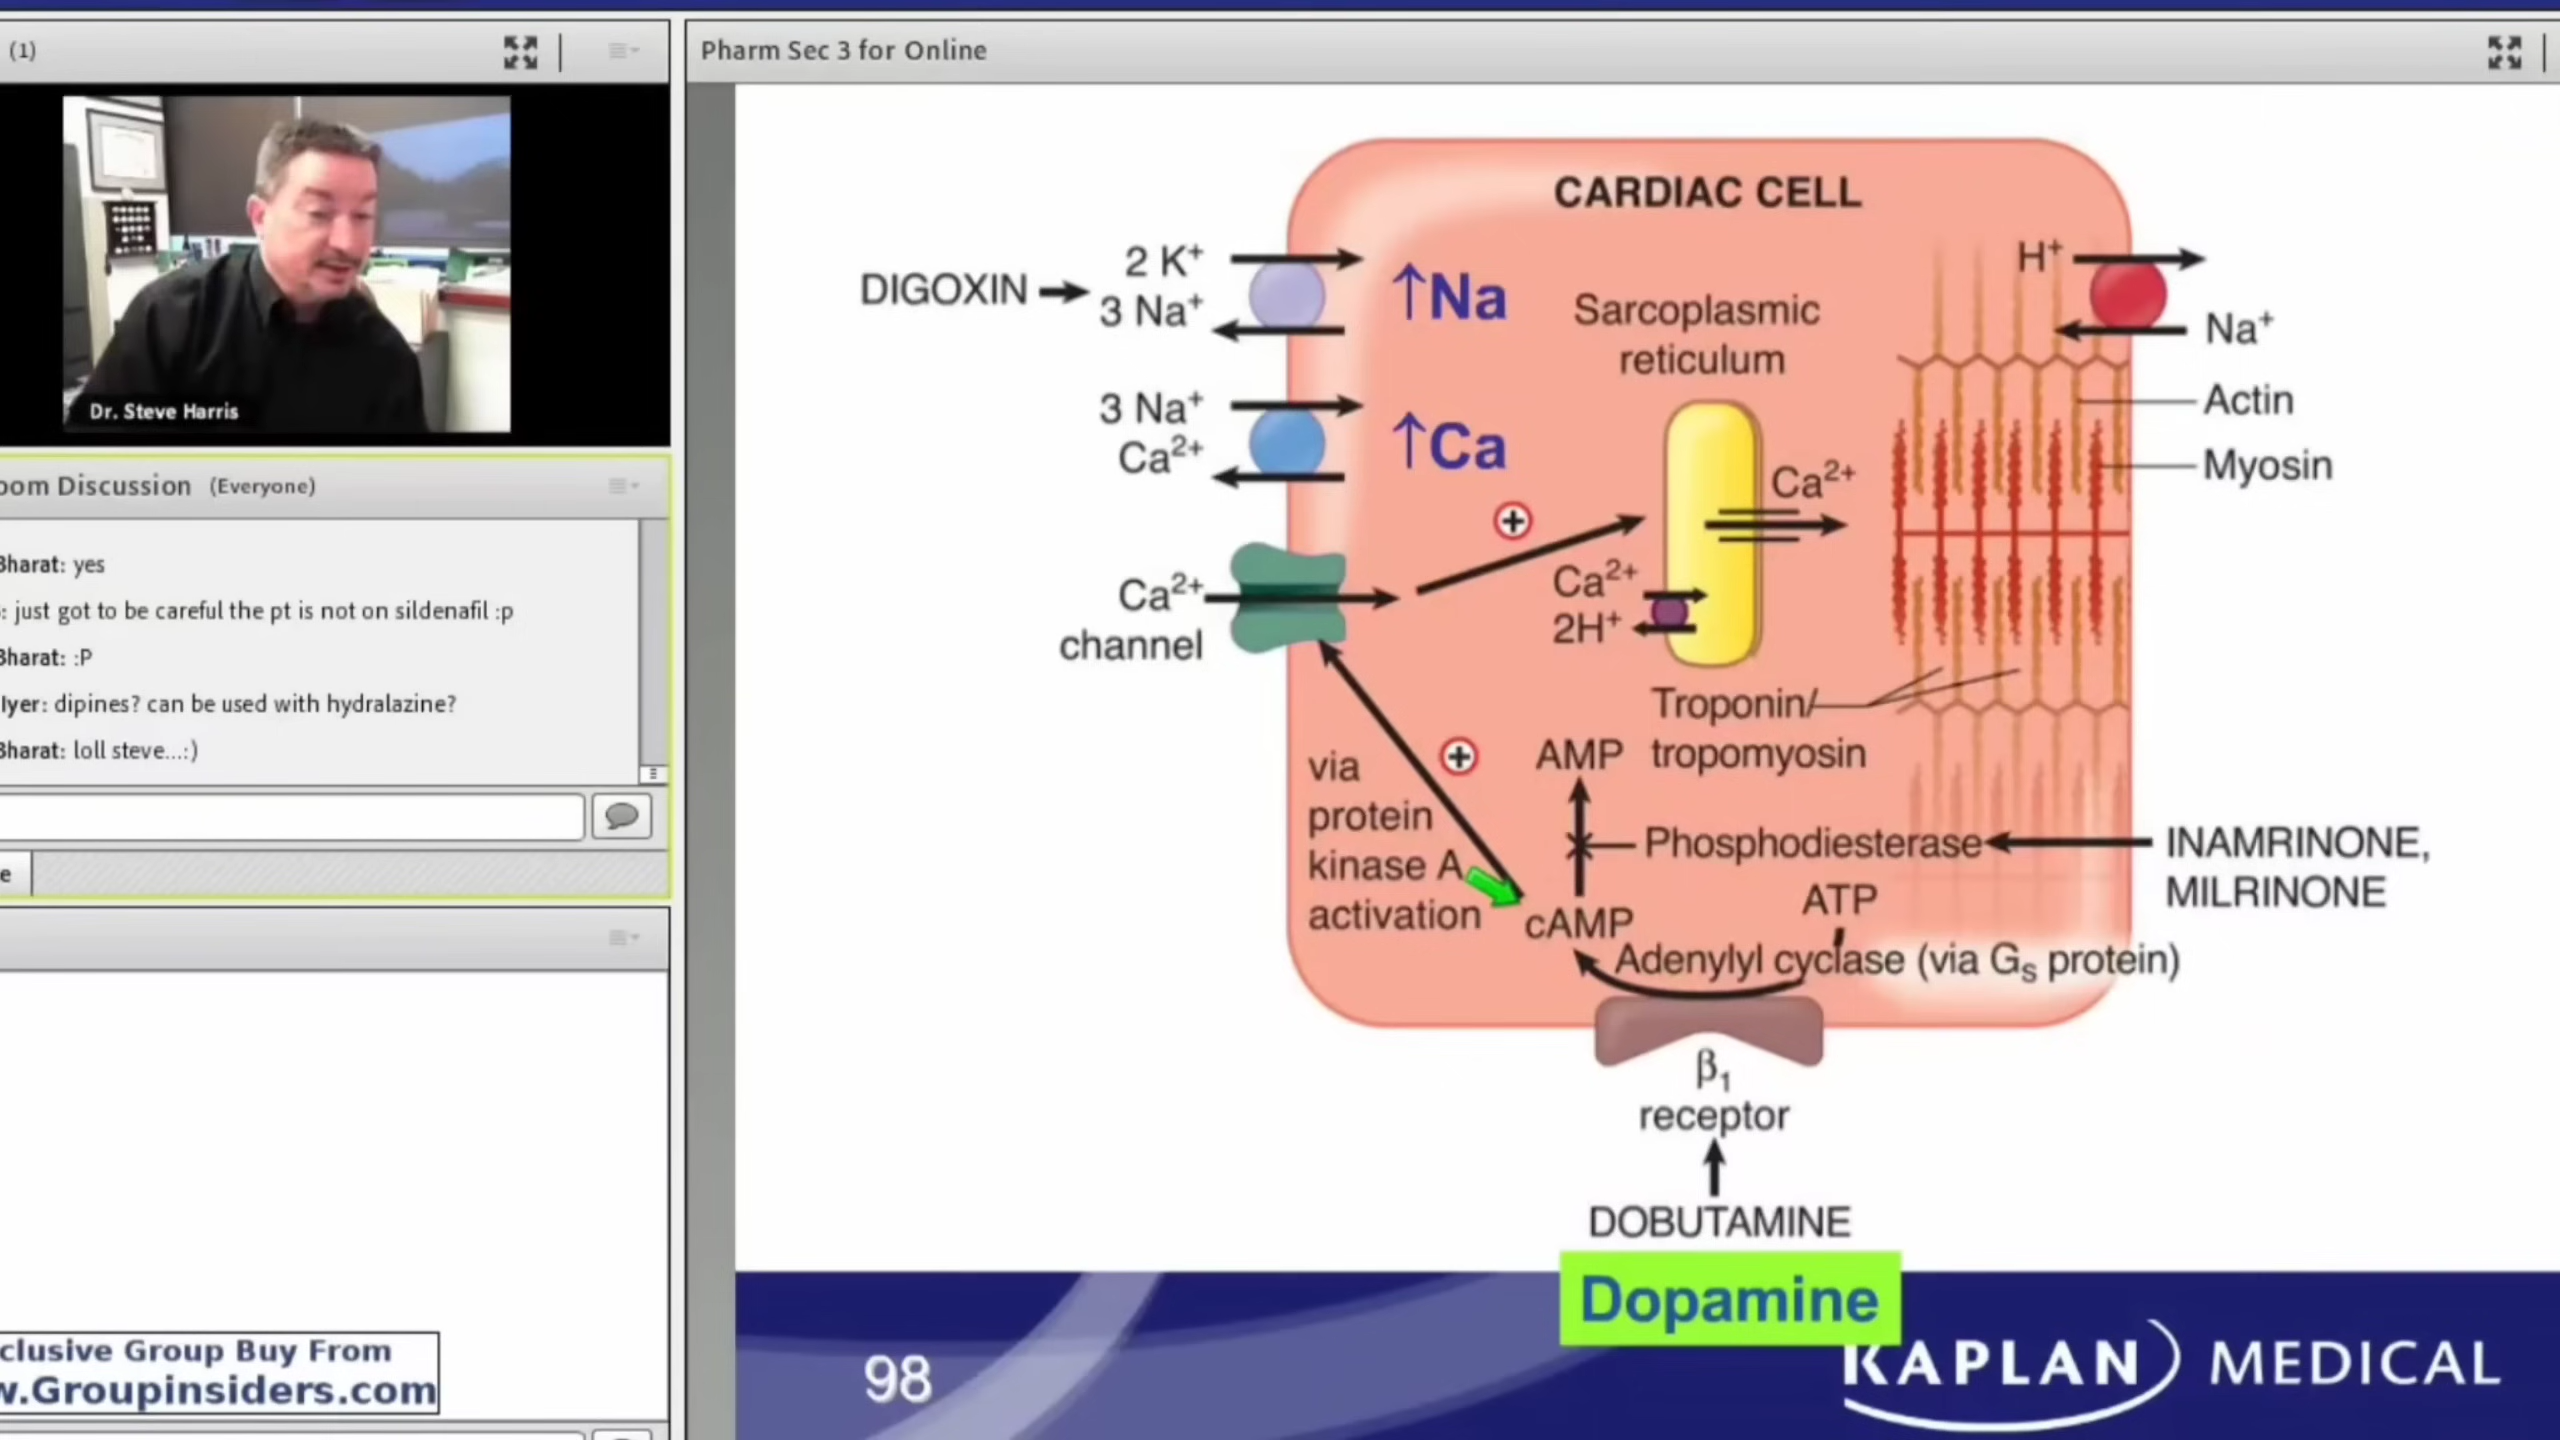 (1)
Dr. Steve Harris
oom Discussion (Everyone)
Bharat: yes
: just got to be careful the pt is not on sildenafil :p
Bharat: :P
Iyer: dipines? can be used with hydralazine?
Bharat: loll steve...:)
e
clusive Group Buy From
w.Groupinsiders.com
Pharm Sec 3 for Online
CARDIAC CELL
DIGOXIN
2 K+
3 Na+
↑Na
3 Na+
Ca2+
↑Ca
Ca2+
channel
Sarcoplasmic
reticulum
Ca2+
Ca2+
2H+
H+
Na+
Actin
Myosin
Troponin/
tropomyosin
via
protein
kinase A
activation
AMP
Phosphodiesterase
INAMRINONE,
MILRINONE
cAMP
ATP
Adenylyl cyclase (via Gs protein)
β1
receptor
DOBUTAMINE
Dopamine
98
KAPLAN MEDICAL